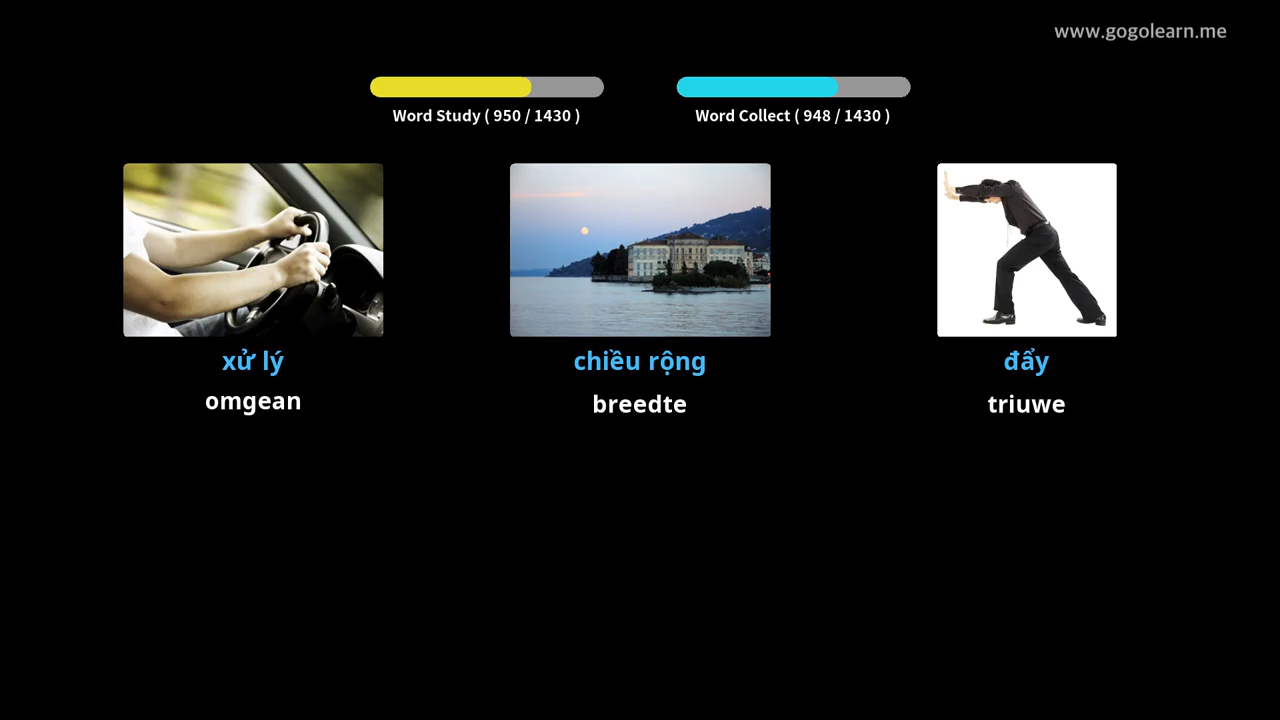 www.gogolearn.me
Word Study ( 950 / 1430 )
Word Collect ( 948 / 1430 )
xử lý
chiều rộng
đẩy
omgean
breedte
triuwe